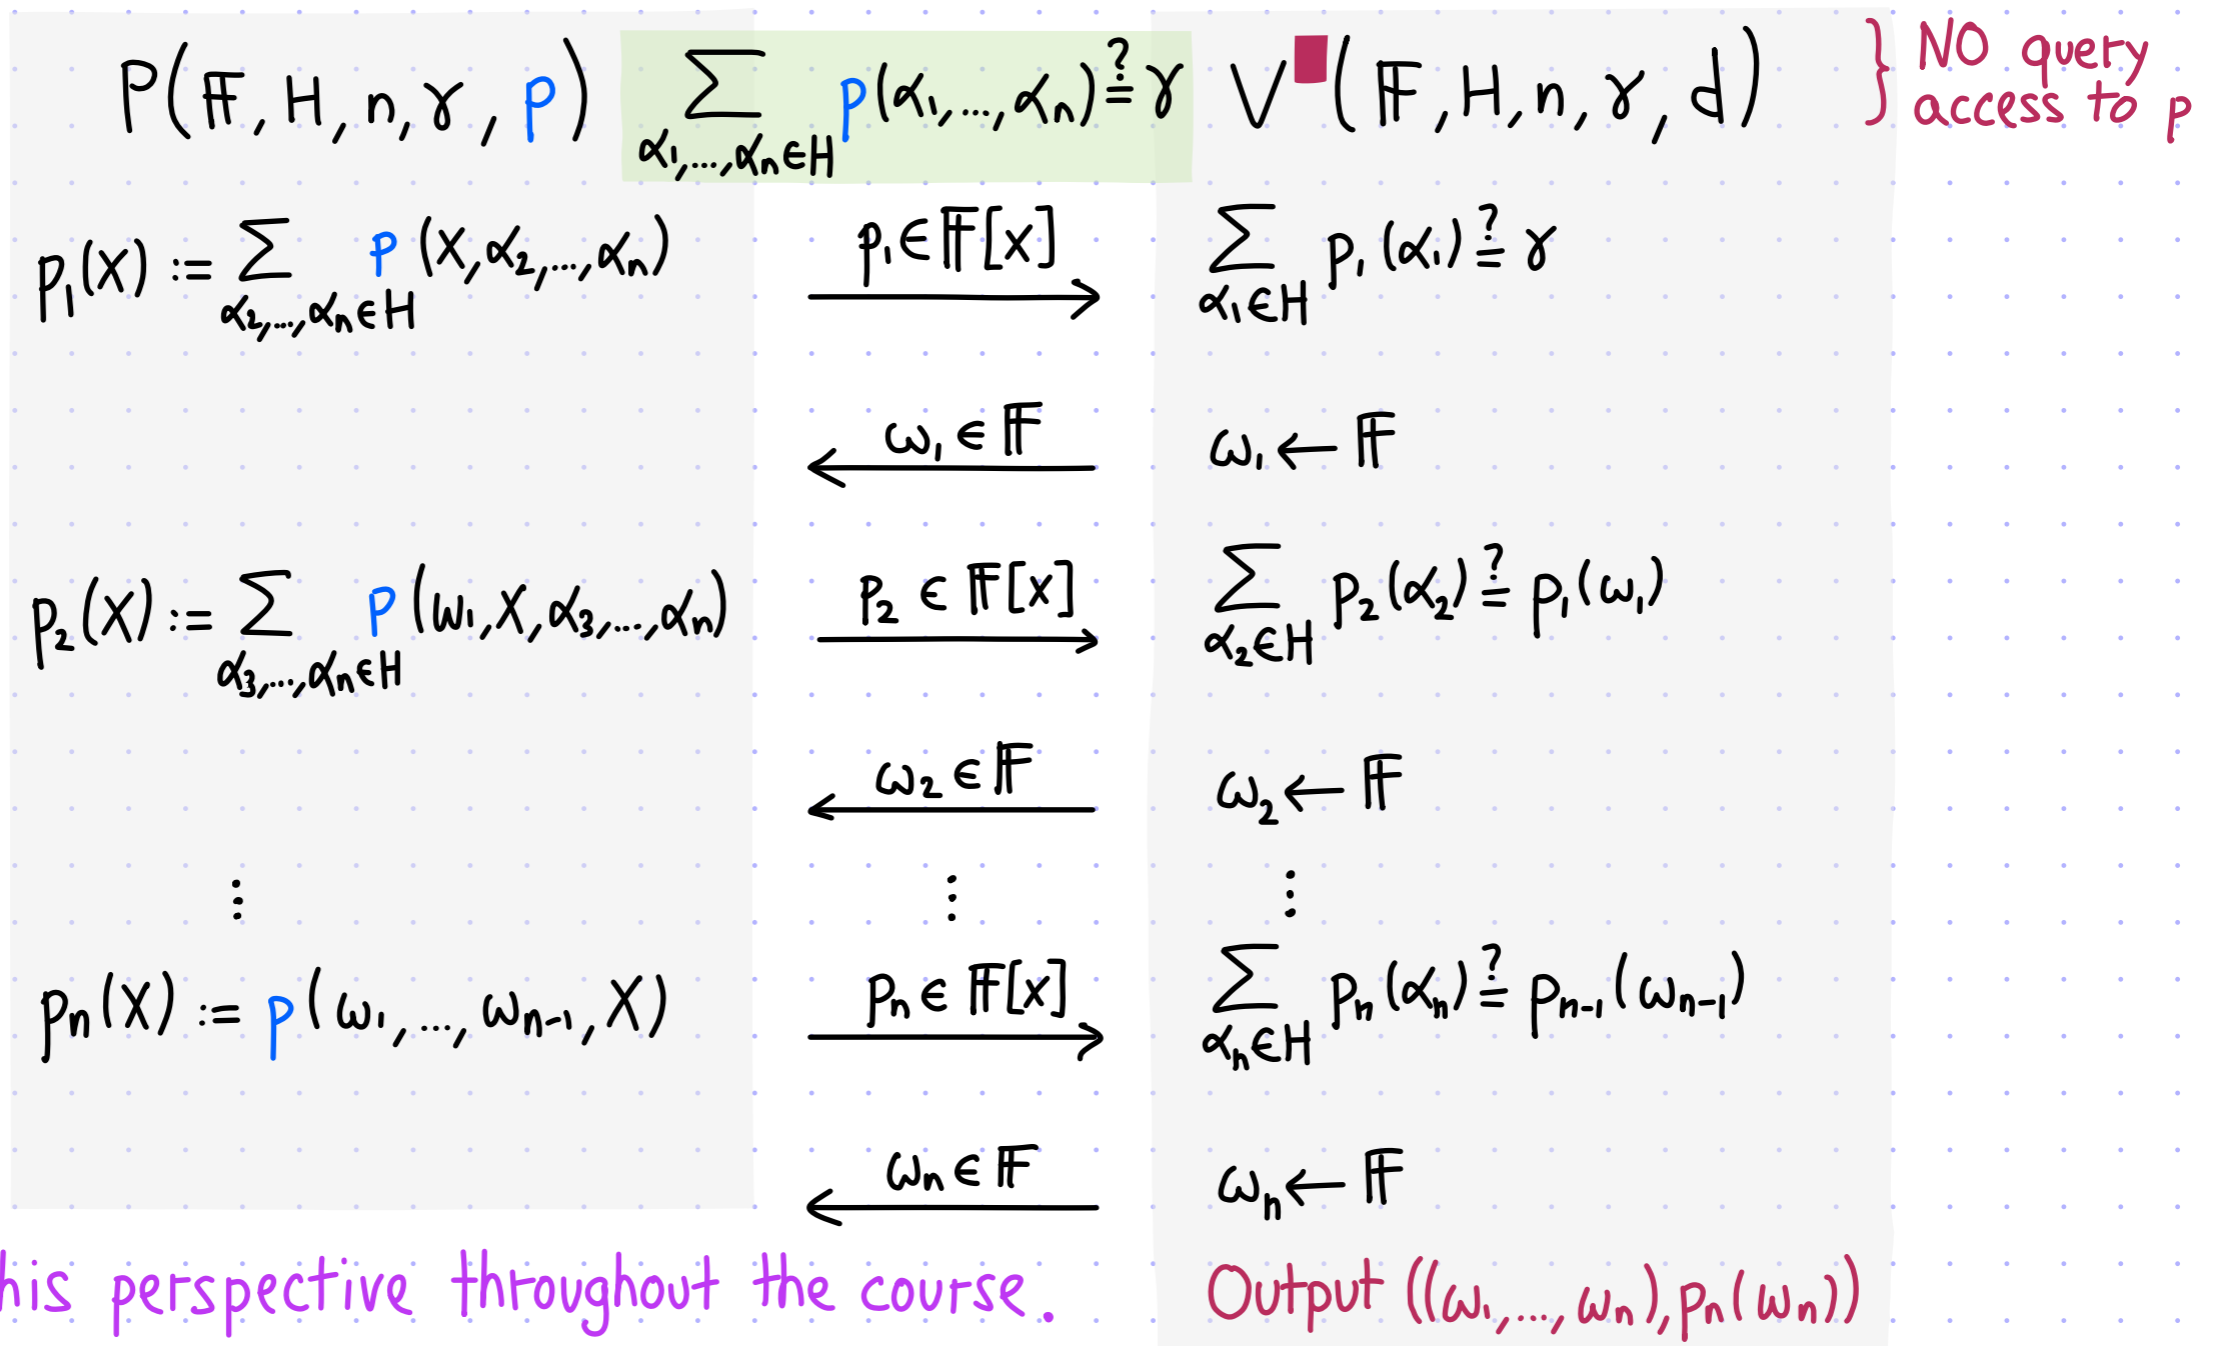 P(𝔽, H, n, γ, p) ∑_{α₁,...,αₙ∈H} p(α₁,...,αₙ) ≟ γ V■(𝔽, H, n, γ, d) } NO query access to p
p₁(X) := ∑_{α₂,...,αₙ∈H} p(X, α₂,...,αₙ) p₁ ∈ 𝔽[X] ∑_{α₁∈H} p₁(α₁) ≟ γ
ω₁ ∈ 𝔽 ω₁ ← 𝔽
p₂(X) := ∑_{α₃,...,αₙ∈H} p(ω₁, X, α₃,...,αₙ) p₂ ∈ 𝔽[X] ∑_{α₂∈H} p₂(α₂) ≟ p₁(ω₁)
ω₂ ∈ 𝔽 ω₂ ← 𝔽
⋮ ⋮ ⋮
pₙ(X) := p(ω₁, ..., ωₙ₋₁, X) pₙ ∈ 𝔽[X] ∑_{αₙ∈H} pₙ(αₙ) ≟ pₙ₋₁(ωₙ₋₁)
ωₙ ∈ 𝔽 ωₙ ← 𝔽
his perspective throughout the course. Output ((ω₁, ..., ωₙ), pₙ(ωₙ))